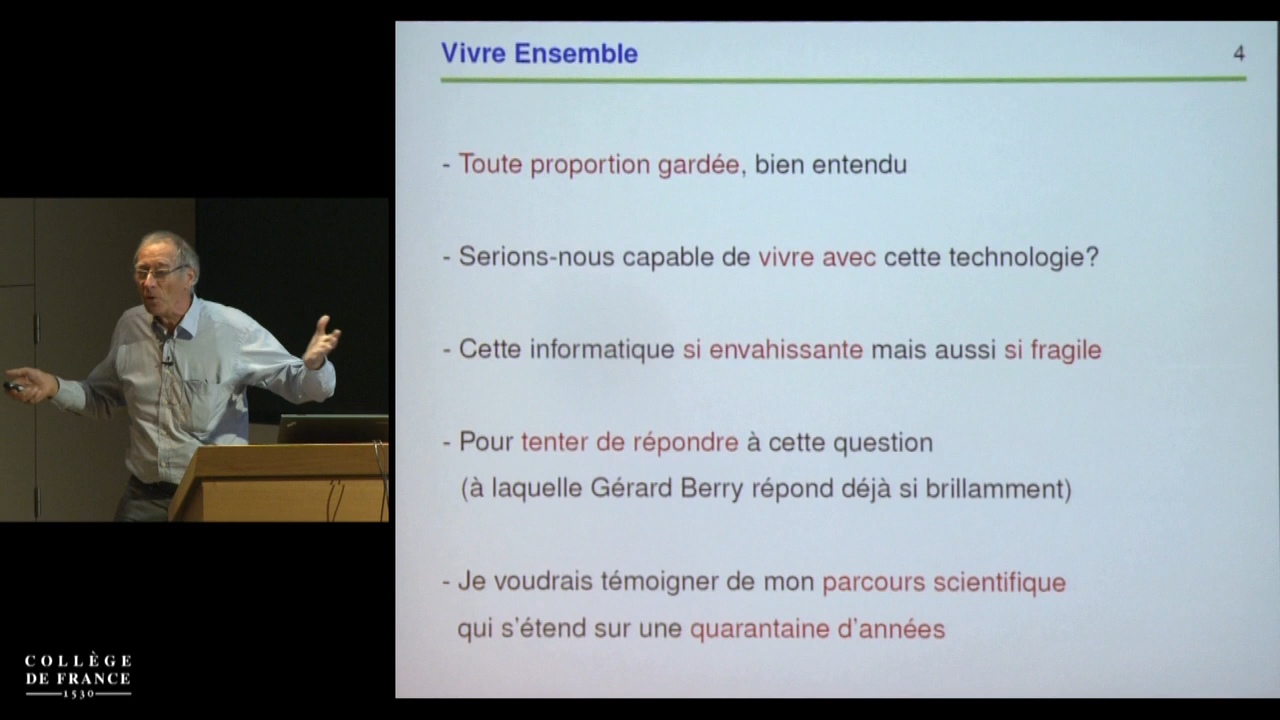 Vivre Ensemble
4
- Toute proportion gardée, bien entendu
- Serions-nous capable de vivre avec cette technologie?
- Cette informatique si envahissante mais aussi si fragile
- Pour tenter de répondre à cette question
(à laquelle Gérard Berry répond déjà si brillamment)
- Je voudrais témoigner de mon parcours scientifique
qui s'étend sur une quarantaine d'années
COLLÈGE
DE FRANCE
1530